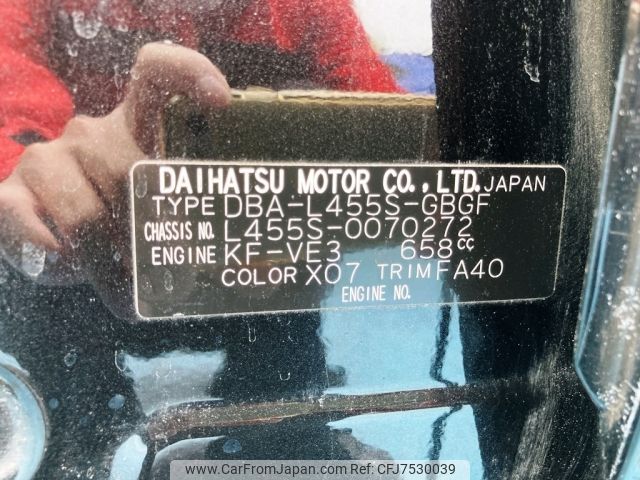 DAIHATSU MOTOR CO.,LTD. JAPAN
TYPE DBA-L455S-GBGF
CHASSIS NO. L455S-0070272
ENGINE KF-VE3 658cc
COLOR X07 TRIM FA40
ENGINE NO.
www.CarFromJapan.com | Ref No. CFJ7530039